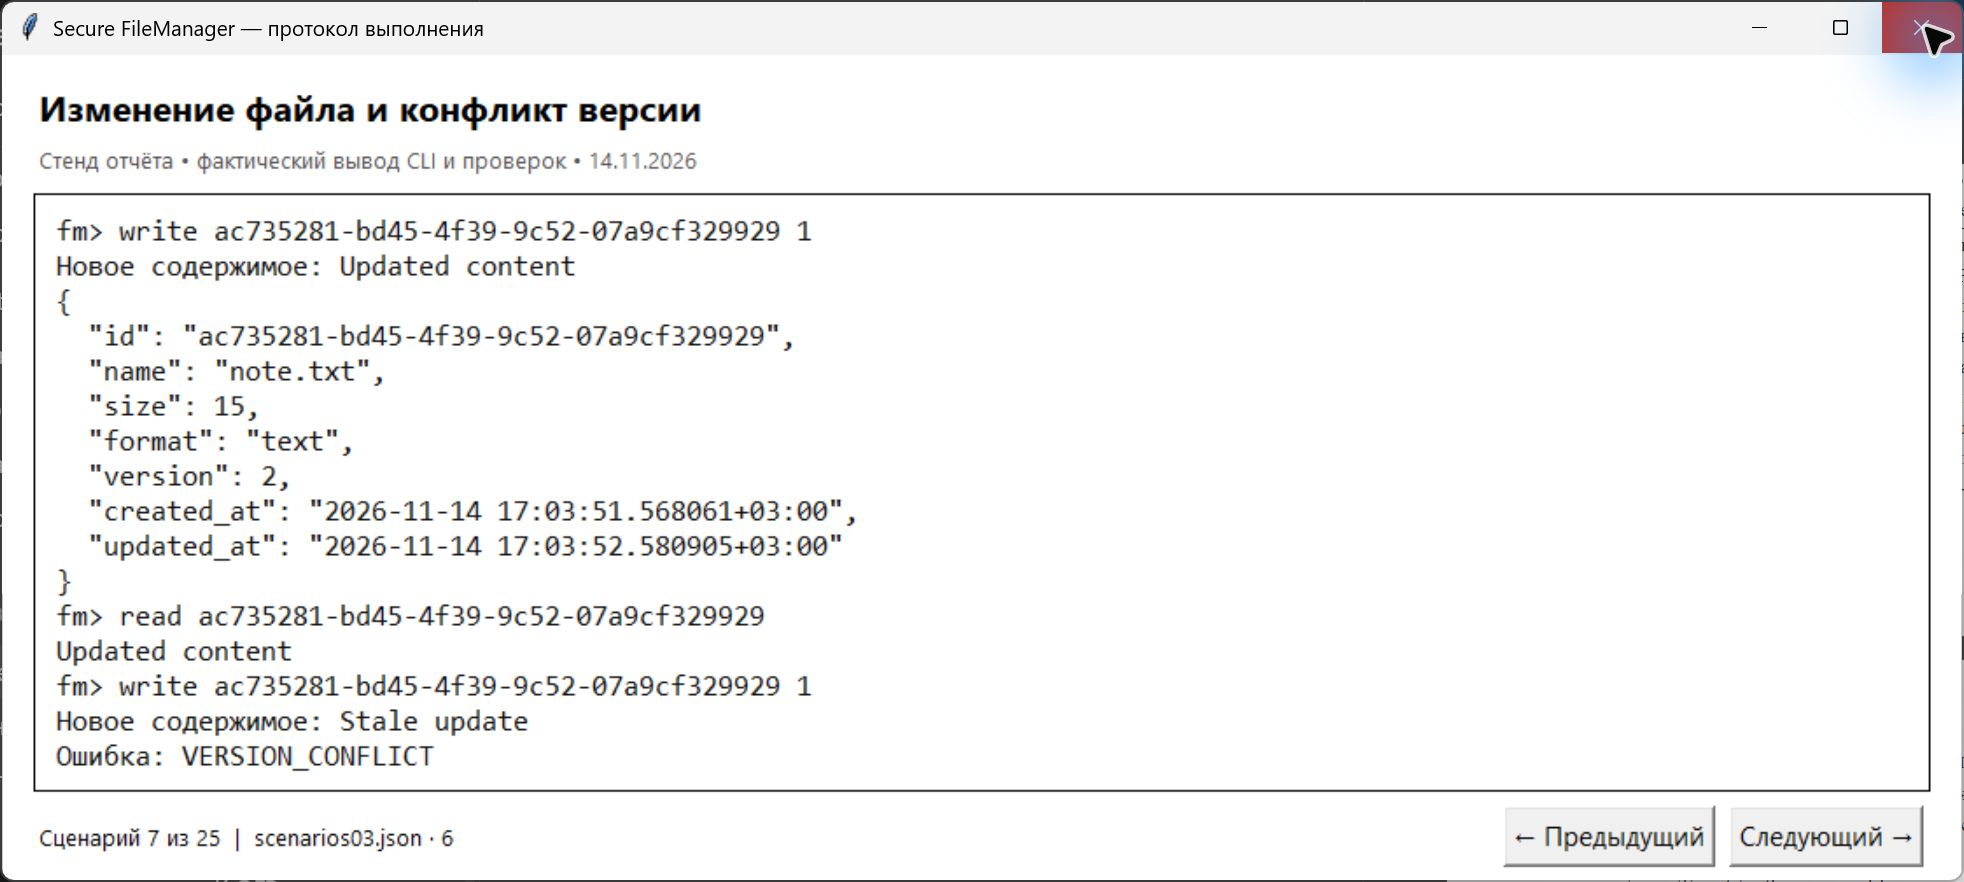 Secure FileManager — протокол выполнения
Изменение файла и конфликт версии
Стенд отчёта • фактический вывод CLI и проверок • 14.11.2026
fm> write ac735281-bd45-4f39-9c52-07a9cf329929 1
Новое содержимое: Updated content
{
  "id": "ac735281-bd45-4f39-9c52-07a9cf329929",
  "name": "note.txt",
  "size": 15,
  "format": "text",
  "version": 2,
  "created_at": "2026-11-14 17:03:51.568061+03:00",
  "updated_at": "2026-11-14 17:03:52.580905+03:00"
}
fm> read ac735281-bd45-4f39-9c52-07a9cf329929
Updated content
fm> write ac735281-bd45-4f39-9c52-07a9cf329929 1
Новое содержимое: Stale update
Ошибка: VERSION_CONFLICT
Сценарий 7 из 25 | scenarios03.json · 6
← Предыдущий
Следующий →